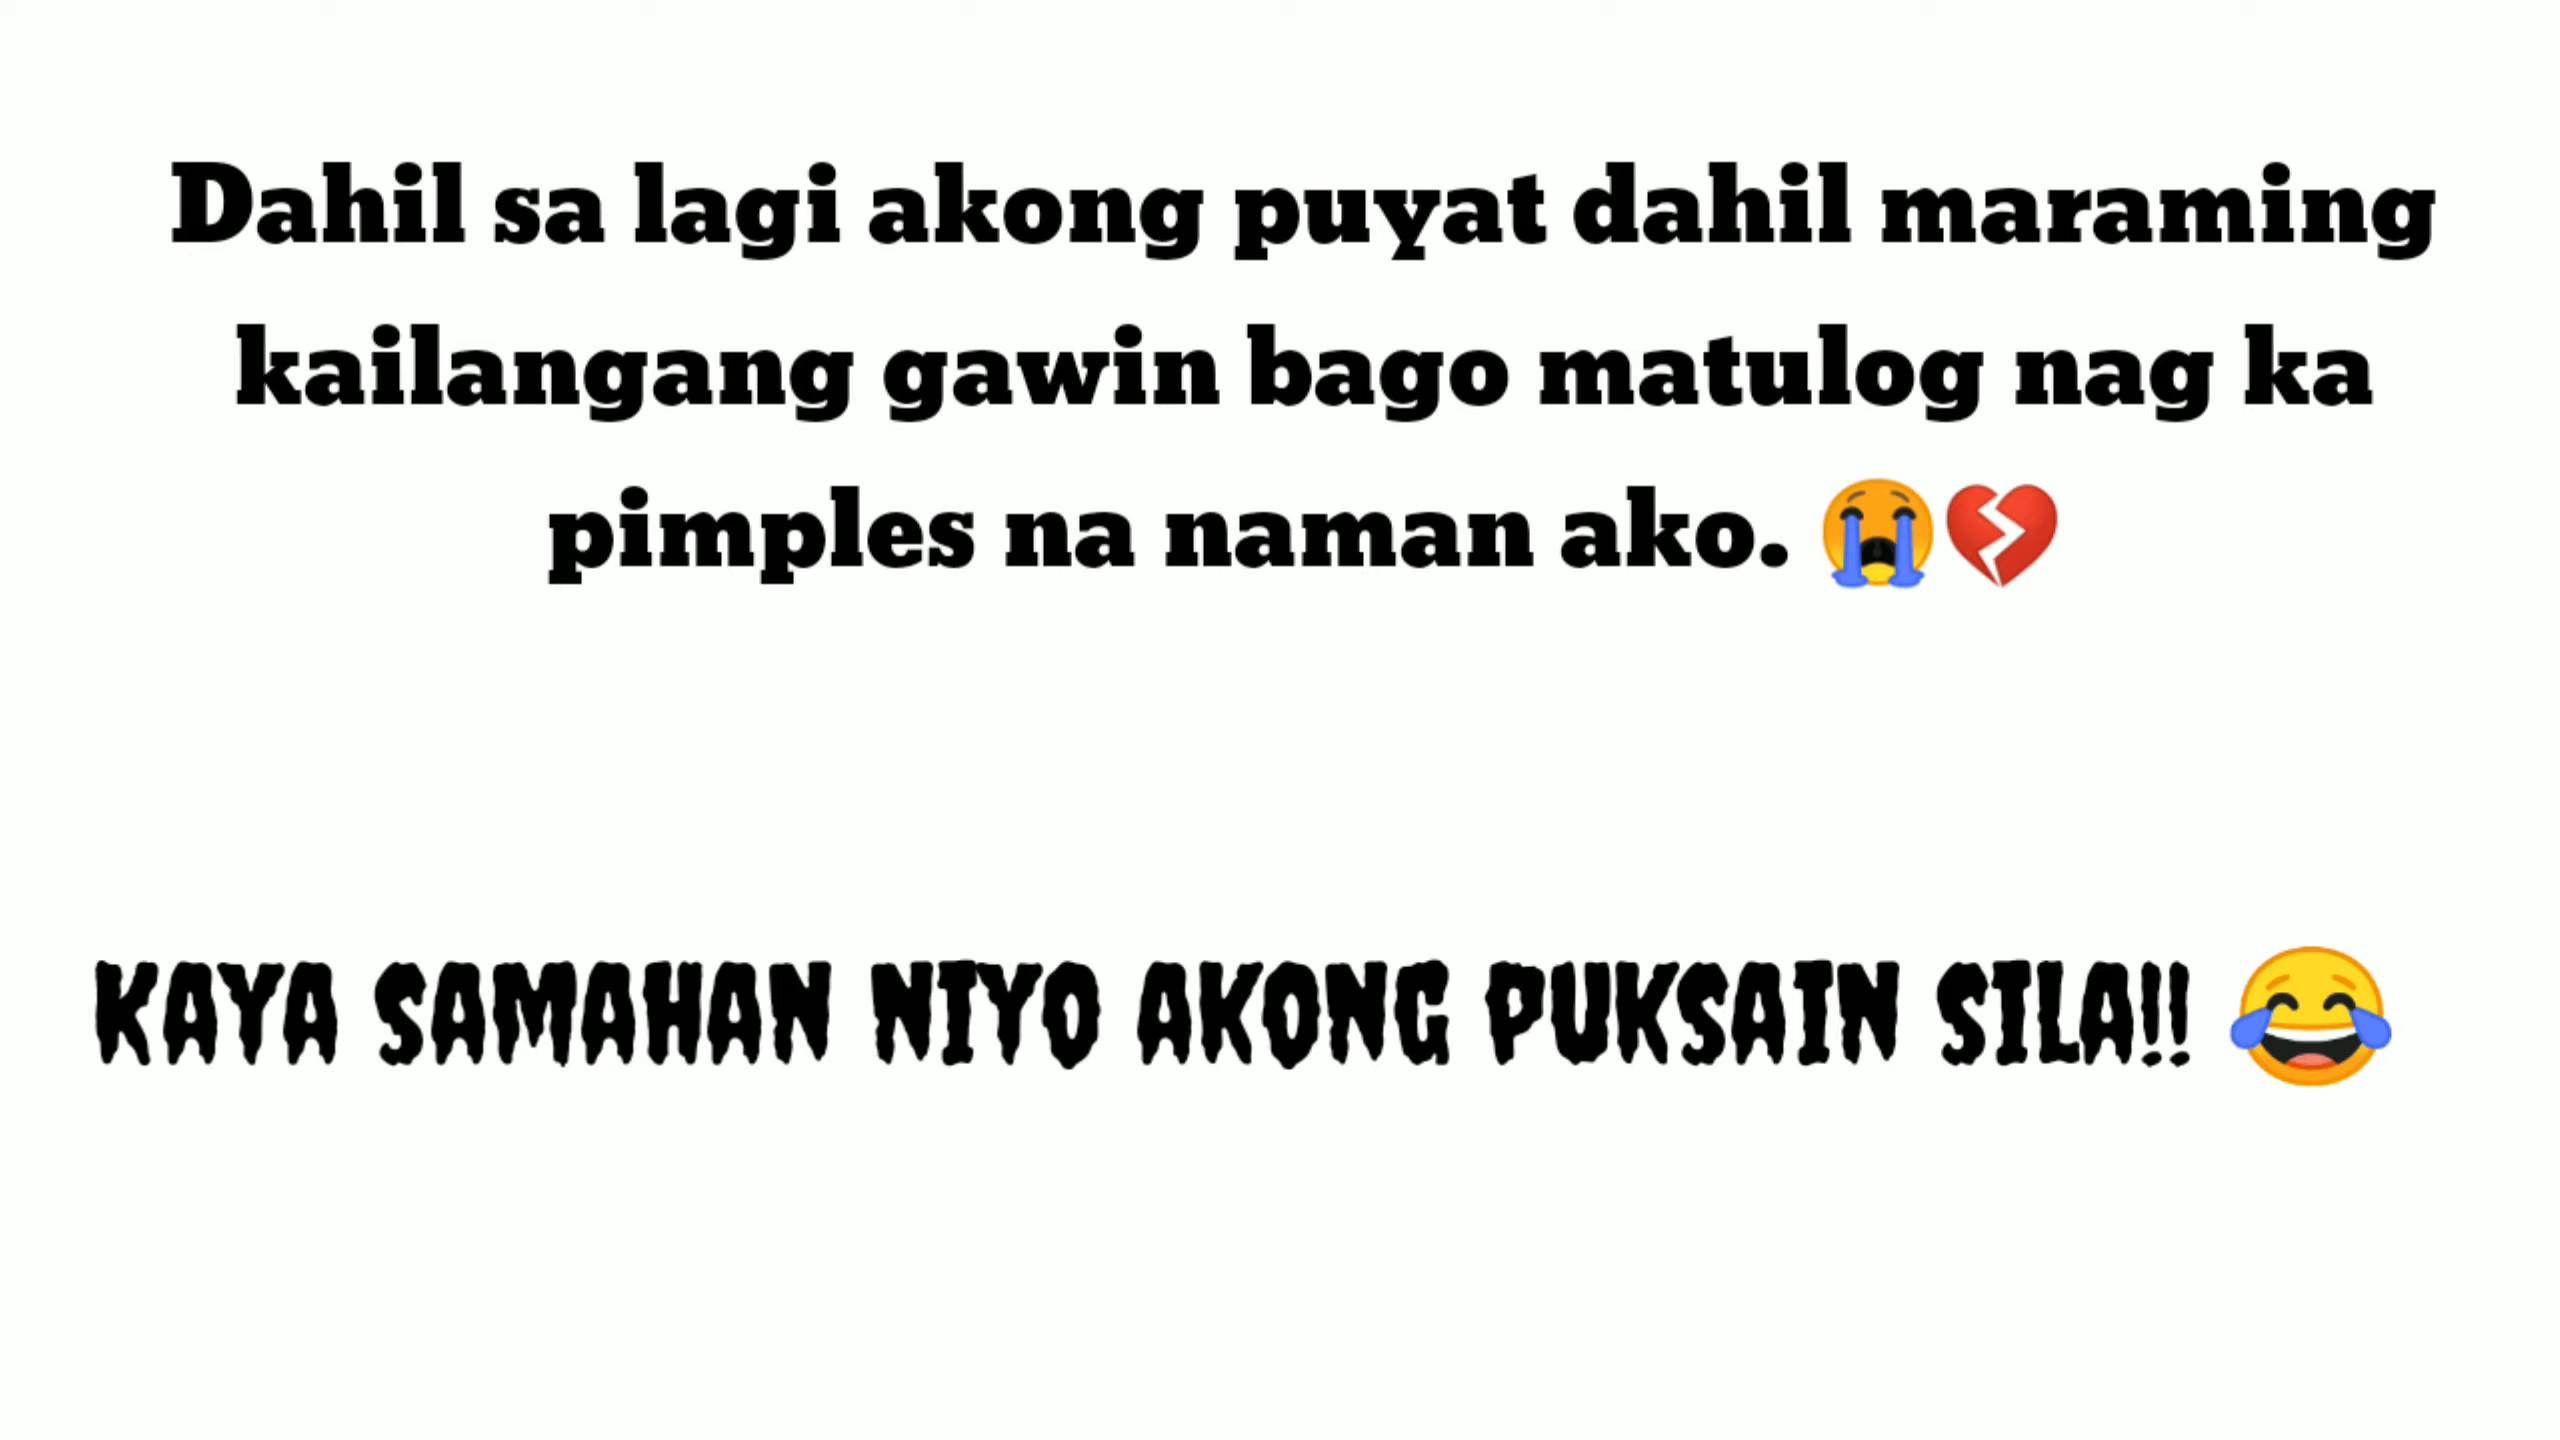 Dahil sa lagi akong puyat dahil maraming
kailangang gawin bago matulog nag ka
pimples na naman ako. 😭💔
KAYA SAMAHAN NIYO AKONG PUKSAIN SILA!! 😂